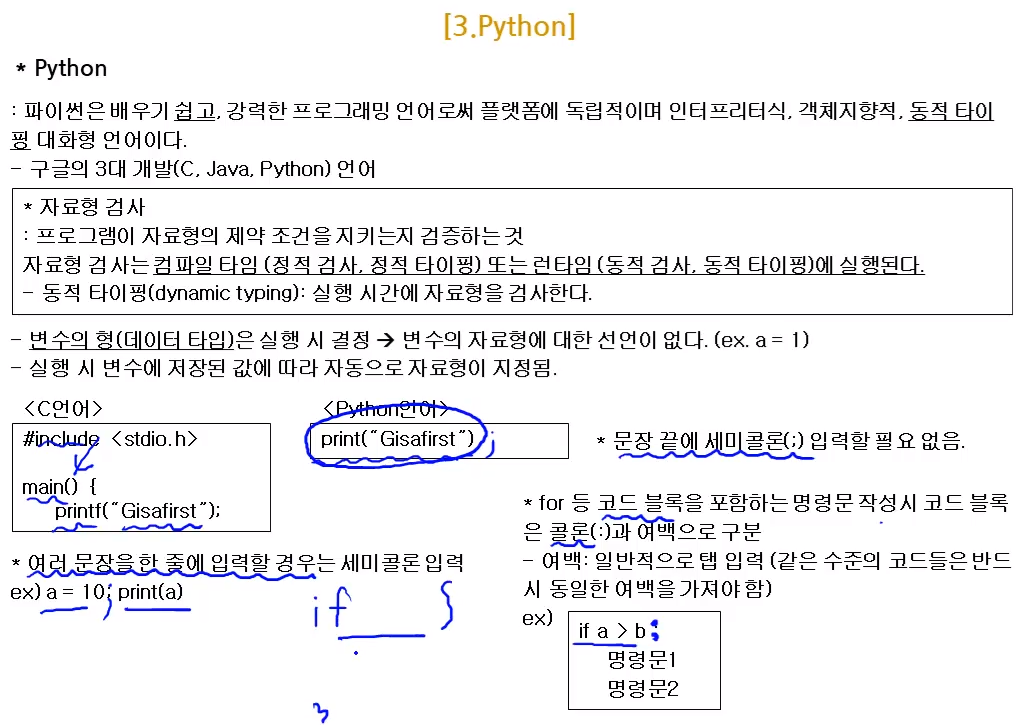 [3.Python]
* Python
: 파이썬은 배우기 쉽고, 강력한 프로그래밍 언어로써 플랫폼에 독립적이며 인터프리터식, 객체지향적, 동적 타이
핑 대화형 언어이다.
- 구글의 3대 개발(C, Java, Python) 언어
* 자료형 검사
: 프로그램이 자료형의 제약 조건을 지키는지 검증하는 것
자료형 검사는 컴파일 타임 (정적 검사, 정적 타이핑) 또는 런타임 (동적 검사, 동적 타이핑)에 실행된다.
- 동적 타이핑(dynamic typing): 실행 시간에 자료형을 검사한다.
- 변수의 형(데이터 타입)은 실행 시 결정 → 변수의 자료형에 대한 선언이 없다. (ex. a = 1)
- 실행 시 변수에 저장된 값에 따라 자동으로 자료형이 지정됨.
<C언어>
#include <stdio.h>
main() {
printf("Gisafirst");
<Python언어>
print("Gisafirst") ;
* 문장 끝에 세미콜론(;) 입력할 필요 없음.
* 여러 문장을 한 줄에 입력할 경우는 세미콜론 입력
ex) a = 10; print(a)
if }
3
* for 등 코드 블록을 포함하는 명령문 작성시 코드 블록
은 콜론(:)과 여백으로 구분
- 여백: 일반적으로 탭 입력 (같은 수준의 코드들은 반드
시 동일한 여백을 가져야 함)
ex)
if a > b :
명령문1
명령문2